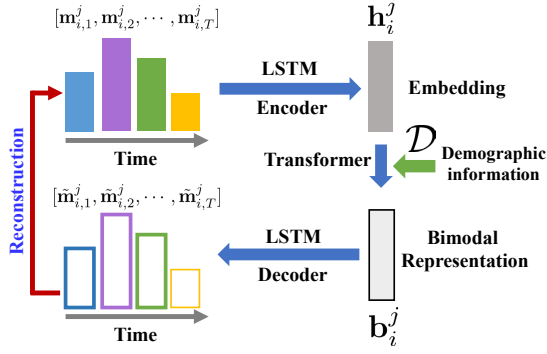 [𝐦^j_{i,1}, 𝐦^j_{i,2}, ⋯, 𝐦^j_{i,T}]
𝐡^j_i
LSTM
Encoder
Embedding
Time
Transformer
𝒟
Demographic
information
Reconstruction
[𝐦̃^j_{i,1}, 𝐦̃^j_{i,2}, ⋯, 𝐦̃^j_{i,T}]
LSTM
Decoder
Bimodal
Representation
Time
𝐛^j_i